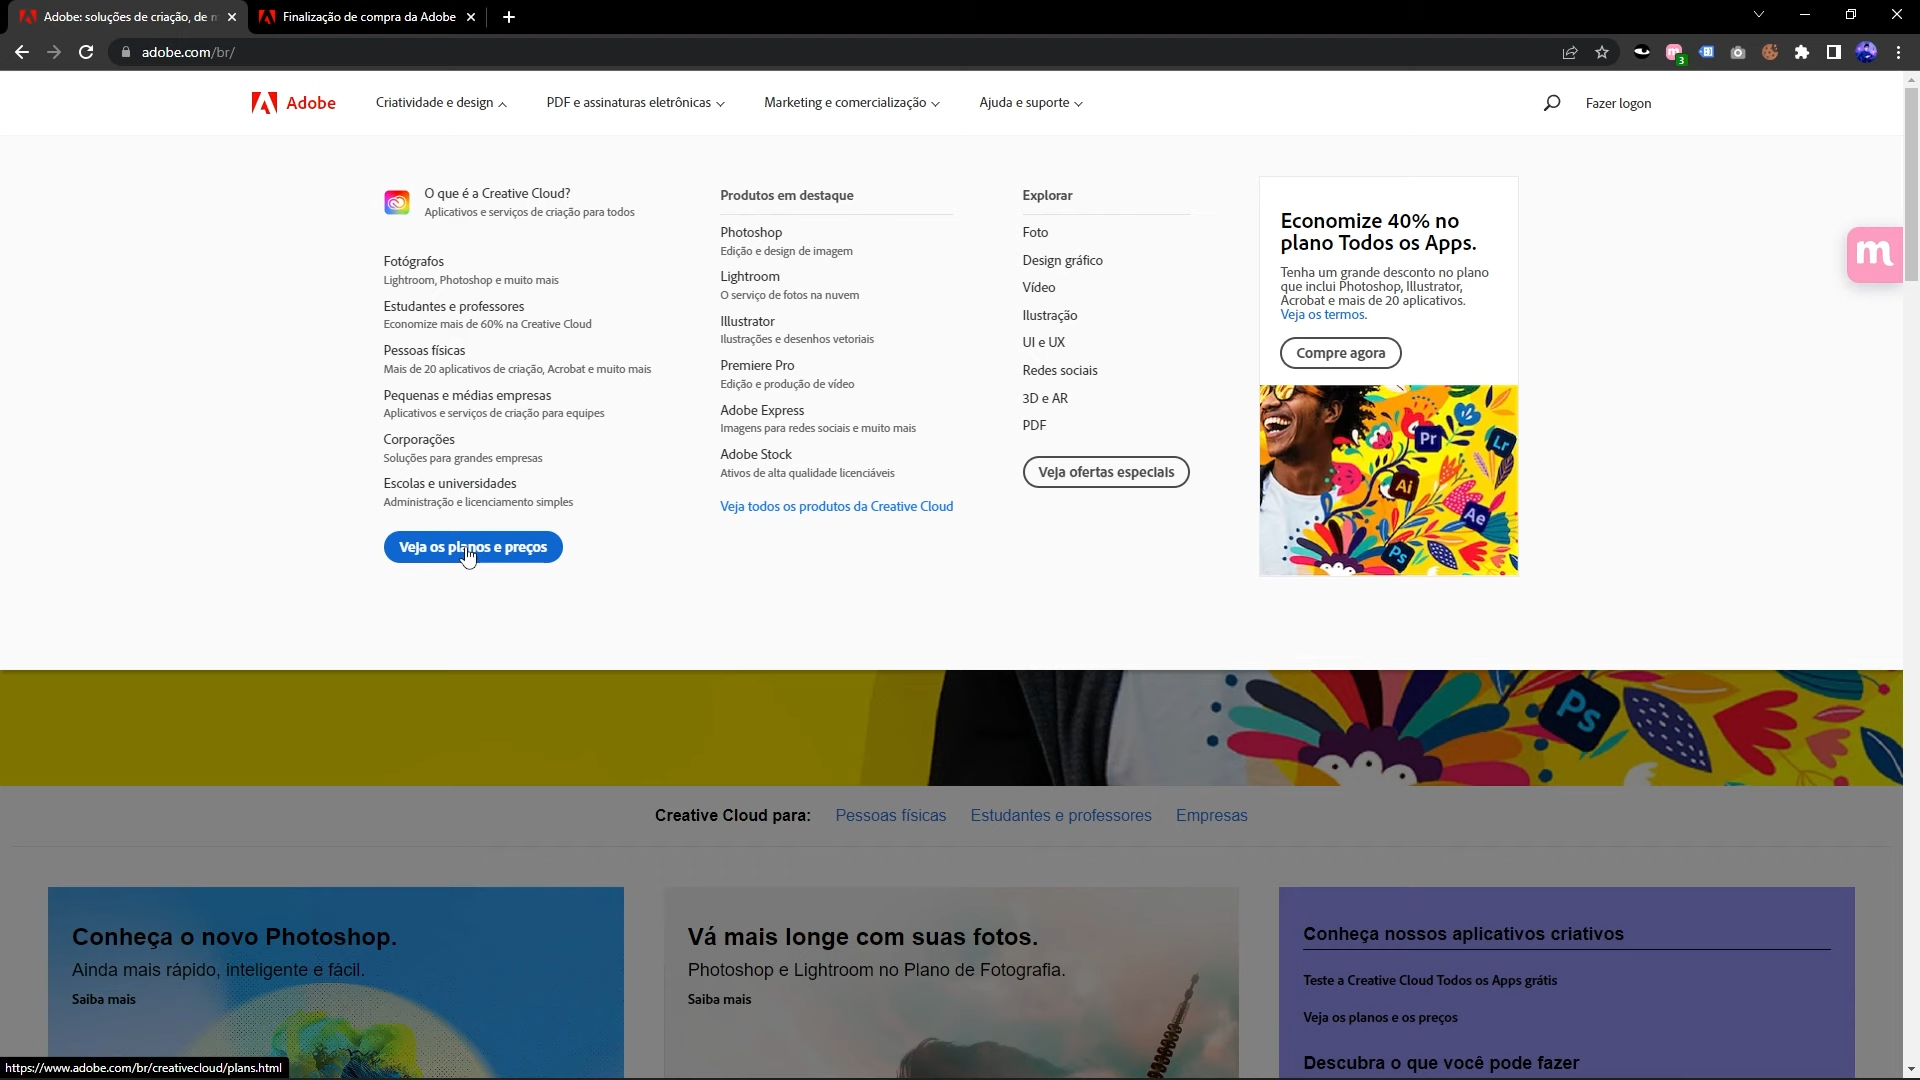 Adobe: soluções de criação, de m
Finalização de compra da Adobe
adobe.com/br/
3
Adobe
Criatividade e design
PDF e assinaturas eletrônicas
Marketing e comercialização
Ajuda e suporte
Fazer logon
O que é a Creative Cloud?
Aplicativos e serviços de criação para todos
Fotógrafos
Lightroom, Photoshop e muito mais
Estudantes e professores
Economize mais de 60% na Creative Cloud
Pessoas físicas
Mais de 20 aplicativos de criação, Acrobat e muito mais
Pequenas e médias empresas
Aplicativos e serviços de criação para equipes
Corporações
Soluções para grandes empresas
Escolas e universidades
Administração e licenciamento simples
Veja os planos e preços
Produtos em destaque
Photoshop
Edição e design de imagem
Lightroom
O serviço de fotos na nuvem
Illustrator
Ilustrações e desenhos vetoriais
Premiere Pro
Edição e produção de vídeo
Adobe Express
Imagens para redes sociais e muito mais
Adobe Stock
Ativos de alta qualidade licenciáveis
Veja todos os produtos da Creative Cloud
Explorar
Foto
Design gráfico
Vídeo
Ilustração
UI e UX
Redes sociais
3D e AR
PDF
Veja ofertas especiais
Economize 40% no
plano Todos os Apps.
Tenha um grande desconto no plano
que inclui Photoshop, Illustrator,
Acrobat e mais de 20 aplicativos.
Veja os termos.
Compre agora
Pr
Lr
Ai
Ae
Ps
m
Ps
Creative Cloud para:
Pessoas físicas
Estudantes e professores
Empresas
Conheça o novo Photoshop.
Ainda mais rápido, inteligente e fácil.
Saiba mais
Vá mais longe com suas fotos.
Photoshop e Lightroom no Plano de Fotografia.
Saiba mais
Conheça nossos aplicativos criativos
Teste a Creative Cloud Todos os Apps grátis
Veja os planos e os preços
Descubra o que você pode fazer
https://www.adobe.com/br/creativecloud/plans.html